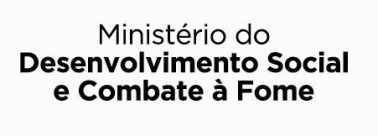 Ministério do
Desenvolvimento Social
e Combate à Fome